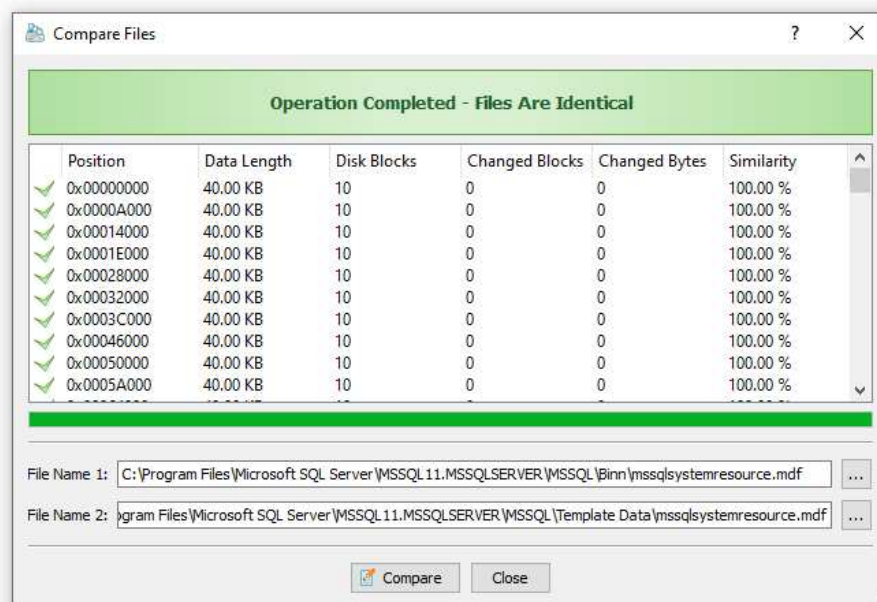 Compare Files ?
Operation Completed - Files Are Identical
Position Data Length Disk Blocks Changed Blocks Changed Bytes Similarity
0x00000000 40.00 KB 10 0 0 100.00 %
0x0000A000 40.00 KB 10 0 0 100.00 %
0x00014000 40.00 KB 10 0 0 100.00 %
0x0001E000 40.00 KB 10 0 0 100.00 %
0x00028000 40.00 KB 10 0 0 100.00 %
0x00032000 40.00 KB 10 0 0 100.00 %
0x0003C000 40.00 KB 10 0 0 100.00 %
0x00046000 40.00 KB 10 0 0 100.00 %
0x00050000 40.00 KB 10 0 0 100.00 %
0x0005A000 40.00 KB 10 0 0 100.00 %
File Name 1: C:\Program Files\Microsoft SQL Server\MSSQL11.MSSQLSERVER\MSSQL\Binn\mssqlsystemresource.mdf ...
File Name 2: ogram Files\Microsoft SQL Server\MSSQL11.MSSQLSERVER\MSSQL\Template Data\mssqlsystemresource.mdf ...
Compare Close